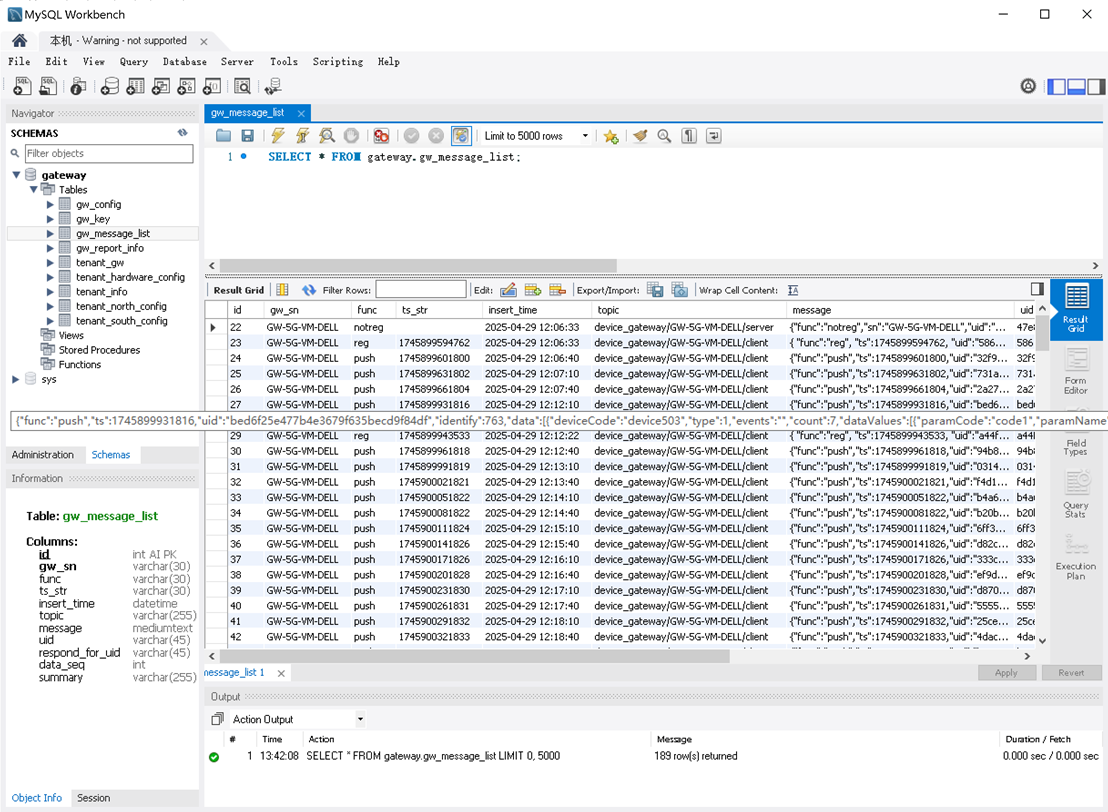 MySQL Workbench
本机 - Warning - not supported
File Edit View Query Database Server Tools Scripting Help
Navigator
SCHEMAS
Filter objects
gateway
Tables
gw_config
gw_key
gw_message_list
gw_report_info
tenant_gw
tenant_hardware_config
tenant_info
tenant_north_config
tenant_south_config
Views
Stored Procedures
Functions
sys
Administration Schemas
Information
Table: gw_message_list
Columns:
id int AI PK
gw_sn varchar(30)
func varchar(30)
ts_str varchar(30)
insert_time datetime
topic varchar(255)
message mediumtext
uid varchar(45)
respond_for_uid varchar(45)
data_seq int
summary varchar(255)
Object Info Session
gw_message_list
Limit to 5000 rows
1 SELECT * FROM gateway.gw_message_list;
Result Grid Filter Rows: Edit: Export/Import: Wrap Cell Content:
id gw_sn func ts_str insert_time topic message uid
22 GW-5G-VM-DELL notreg 2025-04-29 12:06:33 device_gateway/GW-5G-VM-DELL/server {"func":"notreg","sn":"GW-5G-VM-DELL","uid":"... 47e8
23 GW-5G-VM-DELL reg 1745899594762 2025-04-29 12:06:33 device_gateway/GW-5G-VM-DELL/client { "func":"reg", "ts":1745899594762, "uid":"586... 586
24 GW-5G-VM-DELL push 1745899601800 2025-04-29 12:06:40 device_gateway/GW-5G-VM-DELL/client {"func":"push","ts":1745899601800,"uid":"32f9... 32f9
25 GW-5G-VM-DELL push 1745899631802 2025-04-29 12:07:10 device_gateway/GW-5G-VM-DELL/client {"func":"push","ts":1745899631802,"uid":"731a... 731
26 GW-5G-VM-DELL push 1745899661804 2025-04-29 12:07:40 device_gateway/GW-5G-VM-DELL/client {"func":"push","ts":1745899661804,"uid":"2a27... 2a27
27 GW-5G-VM-DELL push 1745899931816 2025-04-29 12:12:10 device_gateway/GW-5G-VM-DELL/client {"func":"push","ts":1745899931816,"uid":"bed6... bed6
{"func":"push","ts":1745899931816,"uid":"bed6f25e477b4e3679f635becd9f84df","identify":763,"data":[{"deviceCode":"device503","type":1,"events":"","count":7,"dataValues":[{"paramCode":"code1","paramName"
29 GW-5G-VM-DELL reg 1745899943533 2025-04-29 12:12:22 device_gateway/GW-5G-VM-DELL/client { "func":"reg", "ts":1745899943533, "uid":"a44f... a44f
30 GW-5G-VM-DELL push 1745899961818 2025-04-29 12:12:40 device_gateway/GW-5G-VM-DELL/client {"func":"push","ts":1745899961818,"uid":"94b8... 94b8
31 GW-5G-VM-DELL push 1745899991819 2025-04-29 12:13:10 device_gateway/GW-5G-VM-DELL/client {"func":"push","ts":1745899991819,"uid":"0314... 031
32 GW-5G-VM-DELL push 1745900021821 2025-04-29 12:13:40 device_gateway/GW-5G-VM-DELL/client {"func":"push","ts":1745900021821,"uid":"f4d1... f4d1
33 GW-5G-VM-DELL push 1745900051822 2025-04-29 12:14:10 device_gateway/GW-5G-VM-DELL/client {"func":"push","ts":1745900051822,"uid":"b4a6... b4a
34 GW-5G-VM-DELL push 1745900081822 2025-04-29 12:14:40 device_gateway/GW-5G-VM-DELL/client {"func":"push","ts":1745900081822,"uid":"b20b... b20
35 GW-5G-VM-DELL push 1745900111824 2025-04-29 12:15:10 device_gateway/GW-5G-VM-DELL/client {"func":"push","ts":1745900111824,"uid":"6ff3... 6ff3
36 GW-5G-VM-DELL push 1745900141826 2025-04-29 12:15:40 device_gateway/GW-5G-VM-DELL/client {"func":"push","ts":1745900141826,"uid":"d82c... d82
37 GW-5G-VM-DELL push 1745900171826 2025-04-29 12:16:10 device_gateway/GW-5G-VM-DELL/client {"func":"push","ts":1745900171826,"uid":"333c... 333
38 GW-5G-VM-DELL push 1745900201828 2025-04-29 12:16:40 device_gateway/GW-5G-VM-DELL/client {"func":"push","ts":1745900201828,"uid":"ef9d... ef9d
39 GW-5G-VM-DELL push 1745900231830 2025-04-29 12:17:10 device_gateway/GW-5G-VM-DELL/client {"func":"push","ts":1745900231830,"uid":"d870... d87
40 GW-5G-VM-DELL push 1745900261831 2025-04-29 12:17:40 device_gateway/GW-5G-VM-DELL/client {"func":"push","ts":1745900261831,"uid":"5555... 5555
41 GW-5G-VM-DELL push 1745900291832 2025-04-29 12:18:10 device_gateway/GW-5G-VM-DELL/client {"func":"push","ts":1745900291832,"uid":"25ce... 25ce
42 GW-5G-VM-DELL push 1745900321833 2025-04-29 12:18:40 device_gateway/GW-5G-VM-DELL/client {"func":"push","ts":1745900321833,"uid":"4dac... 4da
Result Grid
Form Editor
Field Types
Query Stats
Execution Plan
message_list 1 Apply Revert
Output
Action Output
# Time Action Message Duration / Fetch
1 13:42:08 SELECT * FROM gateway.gw_message_list LIMIT 0, 5000 189 row(s) returned 0.000 sec / 0.000 sec